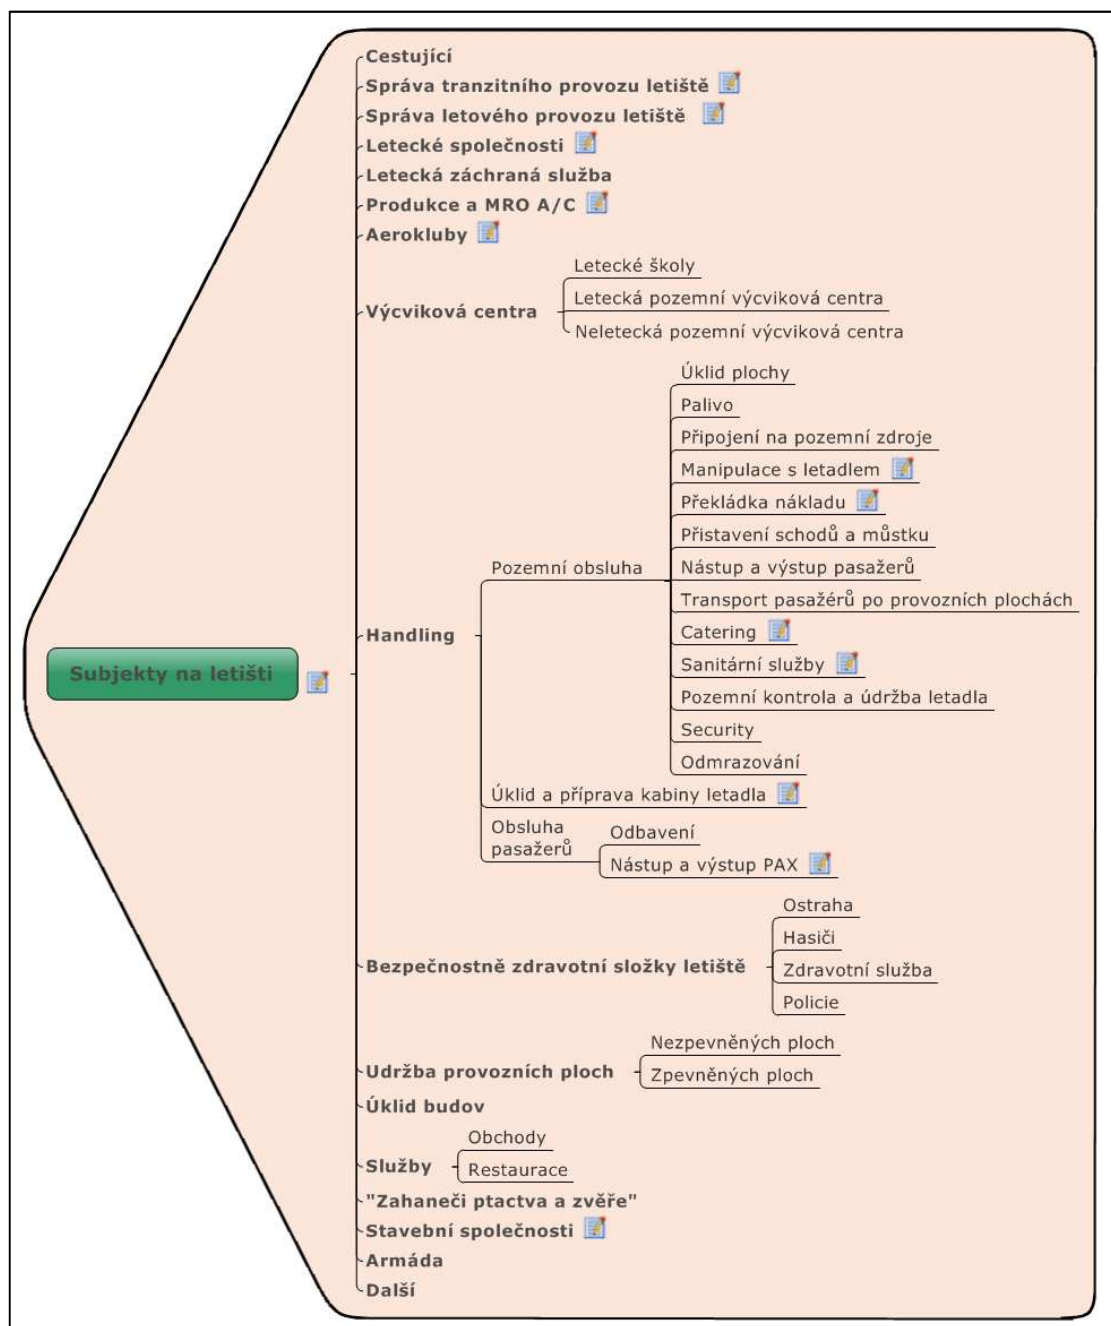 Subjekty na letišti
Cestující
Správa tranzitního provozu letiště
Správa letového provozu letiště
Letecké společnosti
Letecká záchraná služba
Produkce a MRO A/C
Aerokluby
Výcviková centra
Letecké školy
Letecká pozemní výcviková centra
Neletecká pozemní výcviková centra
Handling
Pozemní obsluha
Úklid plochy
Palivo
Připojení na pozemní zdroje
Manipulace s letadlem
Překládka nákladu
Přistavení schodů a můstku
Nástup a výstup pasažerů
Transport pasažérů po provozních plochách
Catering
Sanitární služby
Pozemní kontrola a údržba letadla
Security
Odmrazování
Úklid a příprava kabiny letadla
Obsluha
pasažerů
Odbavení
Nástup a výstup PAX
Bezpečnostně zdravotní složky letiště
Ostraha
Hasiči
Zdravotní služba
Policie
Udržba provozních ploch
Nezpevněných ploch
Zpevněných ploch
Úklid budov
Služby
Obchody
Restaurace
"Zahaneči ptactva a zvěře"
Stavební společnosti
Armáda
Další